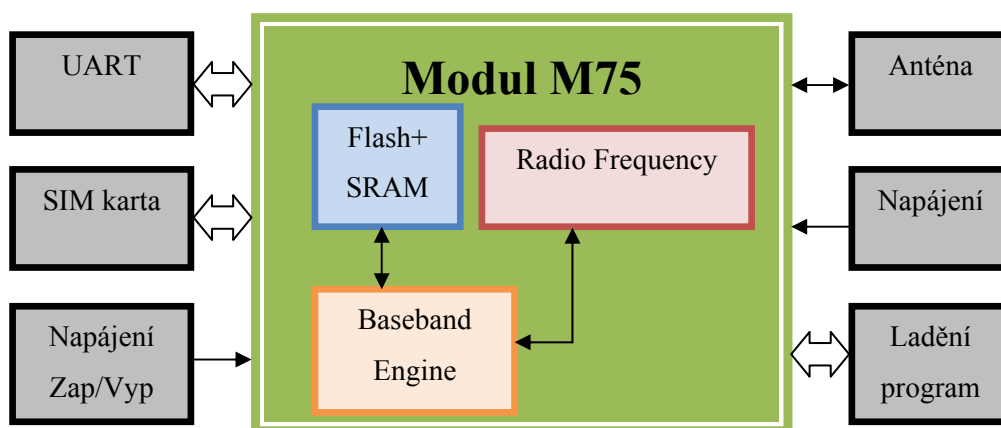 Modul M75
UART
SIM karta
Napájení
Zap/Vyp
Flash+
SRAM
Radio Frequency
Baseband
Engine
Anténa
Napájení
Ladění
program